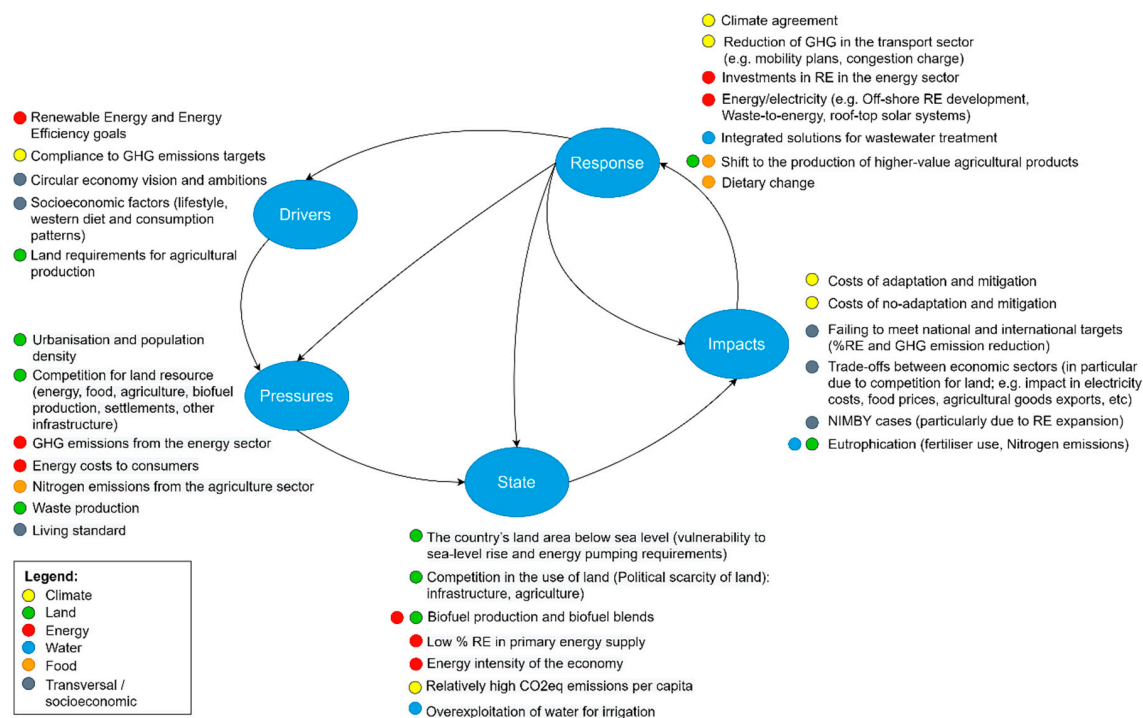 Climate agreement
Reduction of GHG in the transport sector
(e.g. mobility plans, congestion charge)
Investments in RE in the energy sector
Energy/electricity (e.g. Off-shore RE development,
Waste-to-energy, roof-top solar systems)
Integrated solutions for wastewater treatment
Shift to the production of higher-value agricultural products
Dietary change
Response
Renewable Energy and Energy
Efficiency goals
Compliance to GHG emissions targets
Circular economy vision and ambitions
Socioeconomic factors (lifestyle,
western diet and consumption
patterns)
Land requirements for agricultural
production
Drivers
Costs of adaptation and mitigation
Costs of no-adaptation and mitigation
Failing to meet national and international targets
(%RE and GHG emission reduction)
Trade-offs between economic sectors (in particular
due to competition for land; e.g. impact in electricity
costs, food prices, agricultural goods exports, etc)
NIMBY cases (particularly due to RE expansion)
Eutrophication (fertiliser use, Nitrogen emissions)
Impacts
Urbanisation and population
density
Competition for land resource
(energy, food, agriculture, biofuel
production, settlements, other
infrastructure)
GHG emissions from the energy sector
Energy costs to consumers
Nitrogen emissions from the agriculture sector
Waste production
Living standard
Pressures
State
The country's land area below sea level (vulnerability to
sea-level rise and energy pumping requirements)
Competition in the use of land (Political scarcity of land):
infrastructure, agriculture)
Biofuel production and biofuel blends
Low % RE in primary energy supply
Energy intensity of the economy
Relatively high CO2eq emissions per capita
Overexploitation of water for irrigation
Legend:
Climate
Land
Energy
Water
Food
Transversal /
socioeconomic